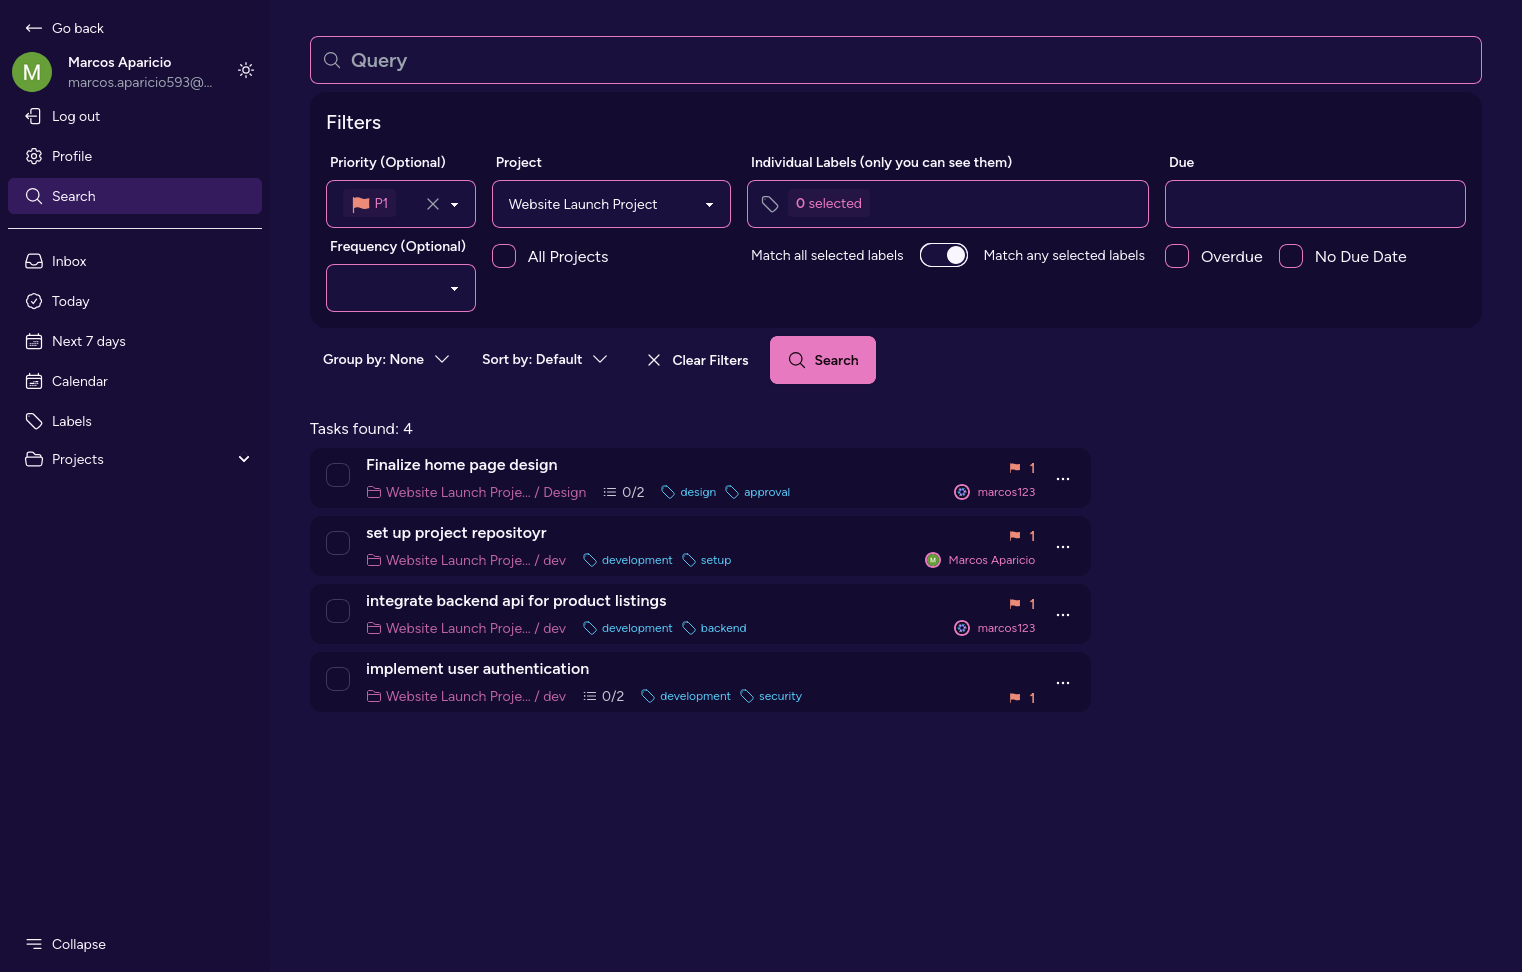 Go back
M
Marcos Aparicio
marcos.aparicio593@...
Log out
Profile
Search
Inbox
Today
Next 7 days
Calendar
Labels
Projects
Collapse
Query
Filters
Priority (Optional)
P1
Frequency (Optional)
Project
Website Launch Project
All Projects
Individual Labels (only you can see them)
0 selected
Match all selected labels
Match any selected labels
Due
Overdue
No Due Date
Group by: None
Sort by: Default
Clear Filters
Search
Tasks found: 4
Finalize home page design
1
Website Launch Proje... / Design 0/2 design approval
marcos123
set up project repositoyr
1
Website Launch Proje... / dev development setup
M Marcos Aparicio
integrate backend api for product listings
1
Website Launch Proje... / dev development backend
marcos123
implement user authentication
Website Launch Proje... / dev 0/2 development security
1